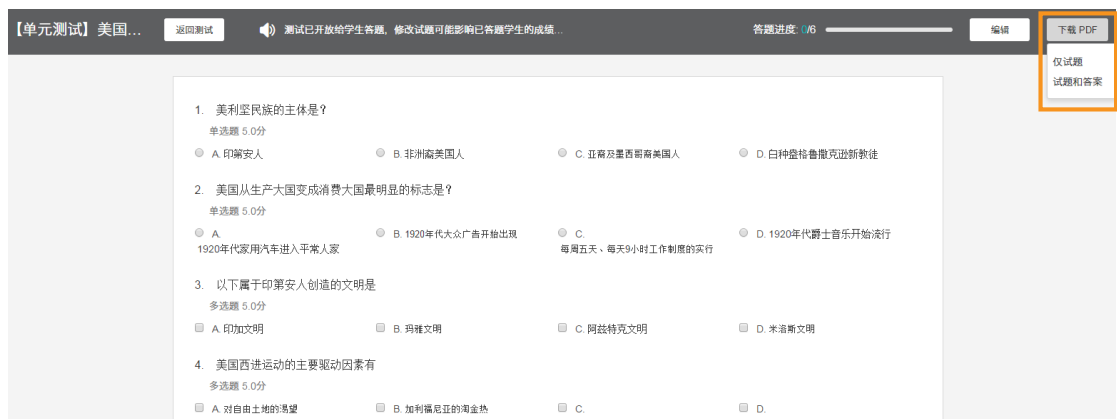 【单元测试】美国... 返回测试 测试已开放给学生答题，修改试题可能影响已答题学生的成绩... 答题进度: 0/6 编辑 下载 PDF
仅试题
试题和答案
1. 美利坚民族的主体是?
单选题 5.0分
A. 印第安人 B. 非洲裔美国人 C. 亚裔及墨西哥裔美国人 D. 白种盎格鲁撒克逊新教徒
2. 美国从生产大国变成消费大国最明显的标志是?
单选题 5.0分
A. B. 1920年代大众广告开始出现 C. D. 1920年代爵士音乐开始流行
1920年代家用汽车进入平常人家 每周五天、每天9小时工作制度的实行
3. 以下属于印第安人创造的文明是
多选题 5.0分
A. 印加文明 B. 玛雅文明 C. 阿兹特克文明 D. 米洛斯文明
4. 美国西进运动的主要驱动因素有
多选题 5.0分
A. 对自由土地的渴望 B. 加利福尼亚的淘金热 C. D.